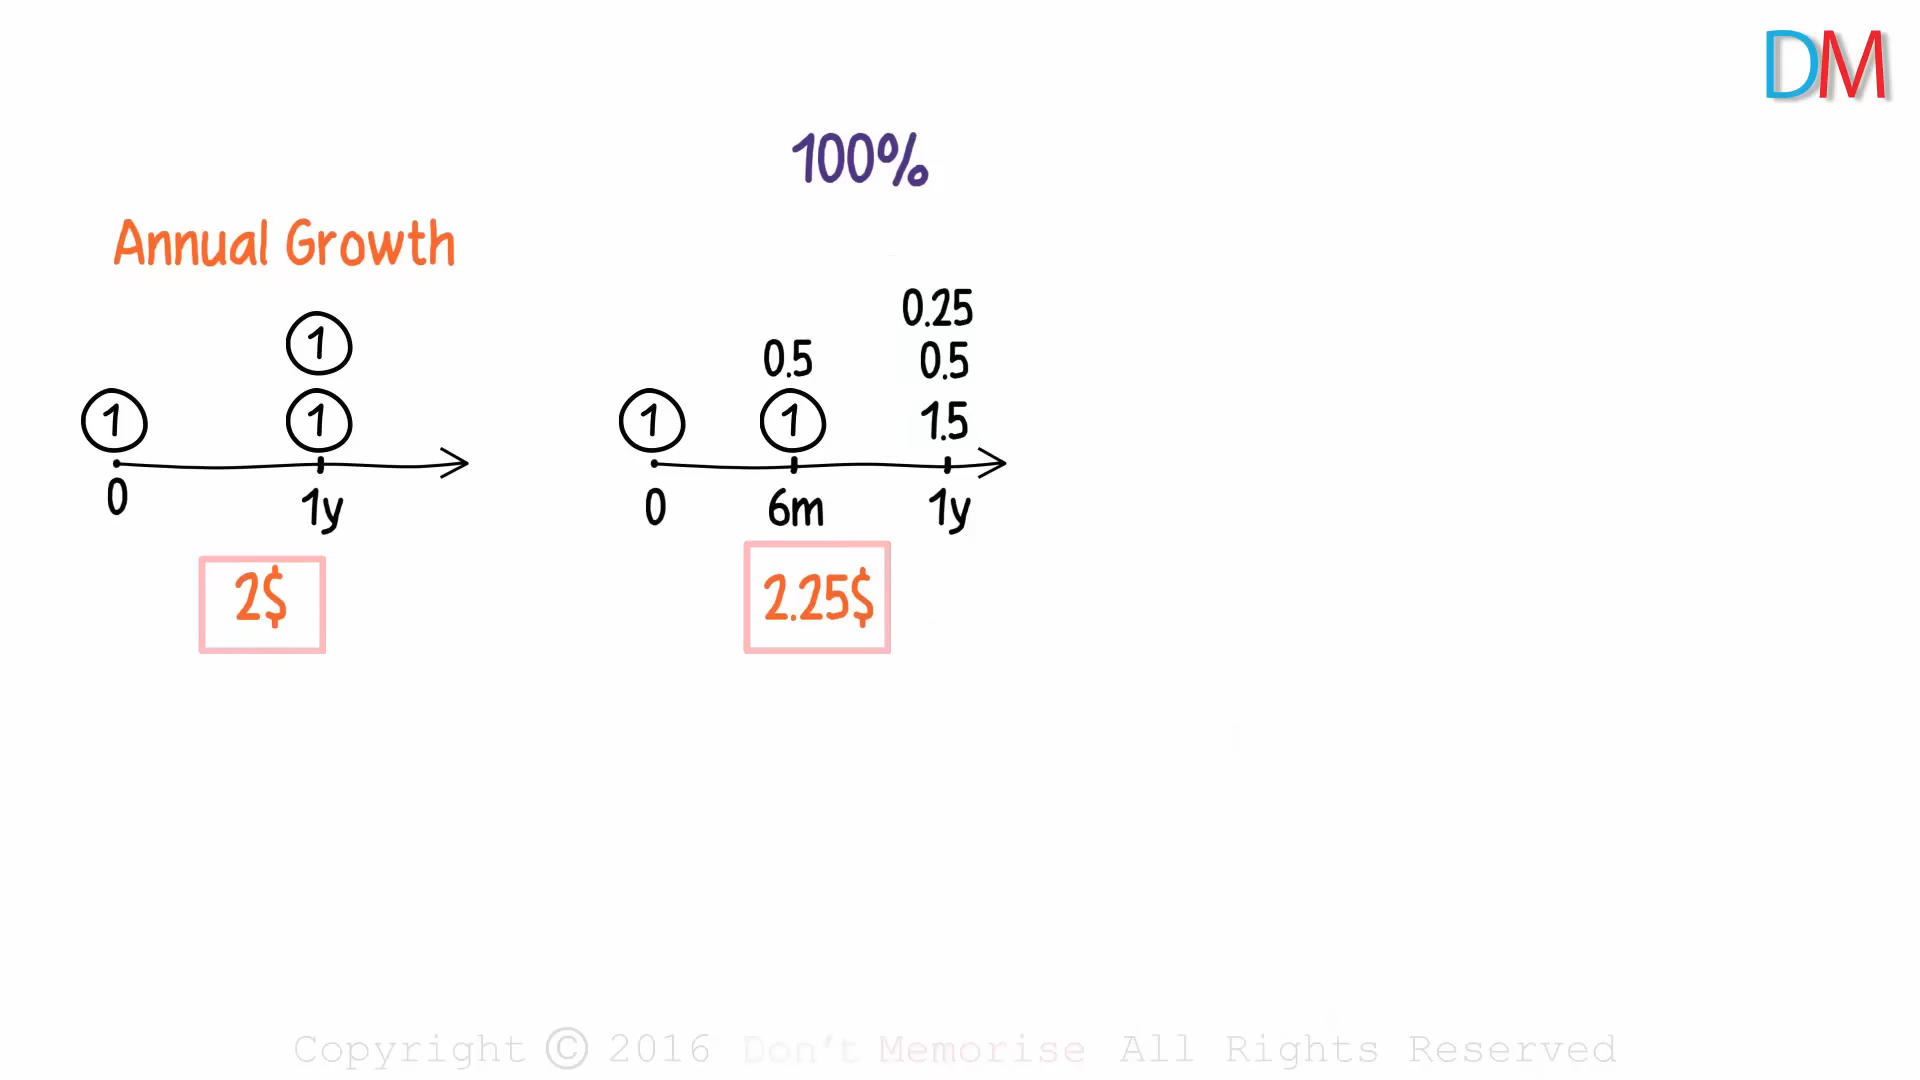 DM
100%
Annual Growth
1
1 1
0 1y
2$
0.25
0.5 0.5
1 1 1.5
0 6m 1y
2.25$
Copyright © 2016 Don't Memorise All Rights Reserved